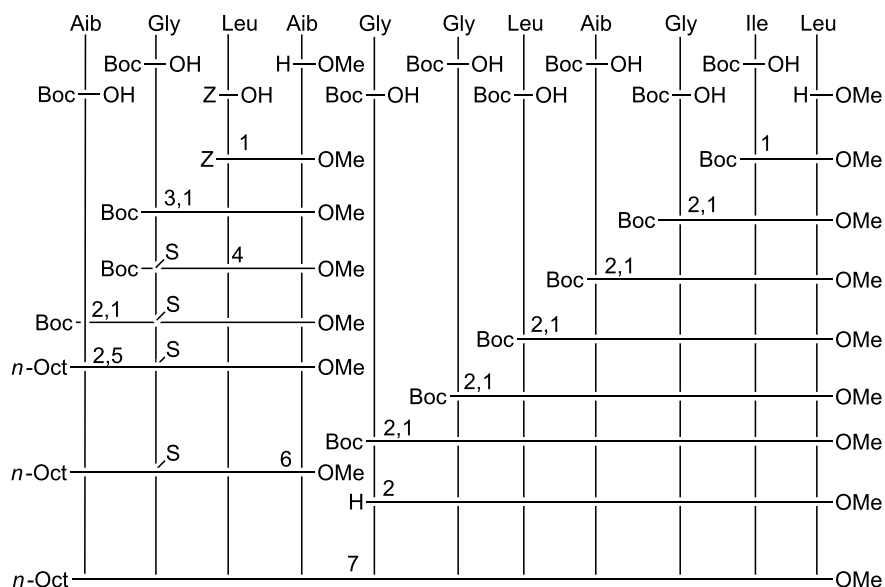 Aib Gly Leu Aib Gly Gly Leu Aib Gly Ile Leu
Boc OH H OMe Boc OH Boc OH Boc OH
Boc OH Z OH Boc OH Boc OH Boc OH H OMe
Z 1 OMe Boc 1 OMe
Boc 3,1 OMe Boc 2,1 OMe
Boc S 4 OMe Boc 2,1 OMe
Boc 2,1 S OMe Boc 2,1 OMe
n-Oct 2,5 S OMe Boc 2,1 OMe
Boc 2,1 OMe
n-Oct S 6 OMe
H 2 OMe
n-Oct 7 OMe